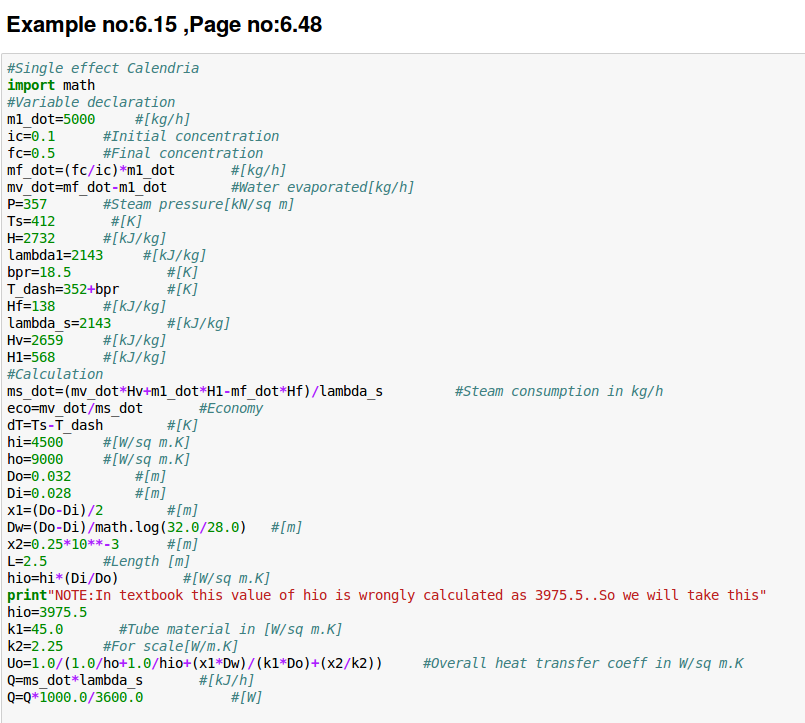 Example no:6.15 ,Page no:6.48
#Single effect Calendria
import math
#Variable declaration
m1_dot=5000 #[kg/h]
ic=0.1 #Initial concentration
fc=0.5 #Final concentration
mf_dot=(fc/ic)*m1_dot #[kg/h]
mv_dot=mf_dot-m1_dot #Water evaporated[kg/h]
P=357 #Steam pressure[kN/sq m]
Ts=412 #[K]
H=2732 #[kJ/kg]
lambda1=2143 #[kJ/kg]
bpr=18.5 #[K]
T_dash=352+bpr #[K]
Hf=138 #[kJ/kg]
lambda_s=2143 #[kJ/kg]
Hv=2659 #[kJ/kg]
H1=568 #[kJ/kg]
#Calculation
ms_dot=(mv_dot*Hv+m1_dot*H1-mf_dot*Hf)/lambda_s #Steam consumption in kg/h
eco=mv_dot/ms_dot #Economy
dT=Ts-T_dash #[K]
hi=4500 #[W/sq m.K]
ho=9000 #[W/sq m.K]
Do=0.032 #[m]
Di=0.028 #[m]
x1=(Do-Di)/2 #[m]
Dw=(Do-Di)/math.log(32.0/28.0) #[m]
x2=0.25*10**-3 #[m]
L=2.5 #Length [m]
hio=hi*(Di/Do) #[W/sq m.K]
print"NOTE:In textbook this value of hio is wrongly calculated as 3975.5..So we will take this"
hio=3975.5
k1=45.0 #Tube material in [W/sq m.K]
k2=2.25 #For scale[W/m.K]
Uo=1.0/(1.0/ho+1.0/hio+(x1*Dw)/(k1*Do)+(x2/k2)) #Overall heat transfer coeff in W/sq m.K
Q=ms_dot*lambda_s #[kJ/h]
Q=Q*1000.0/3600.0 #[W]